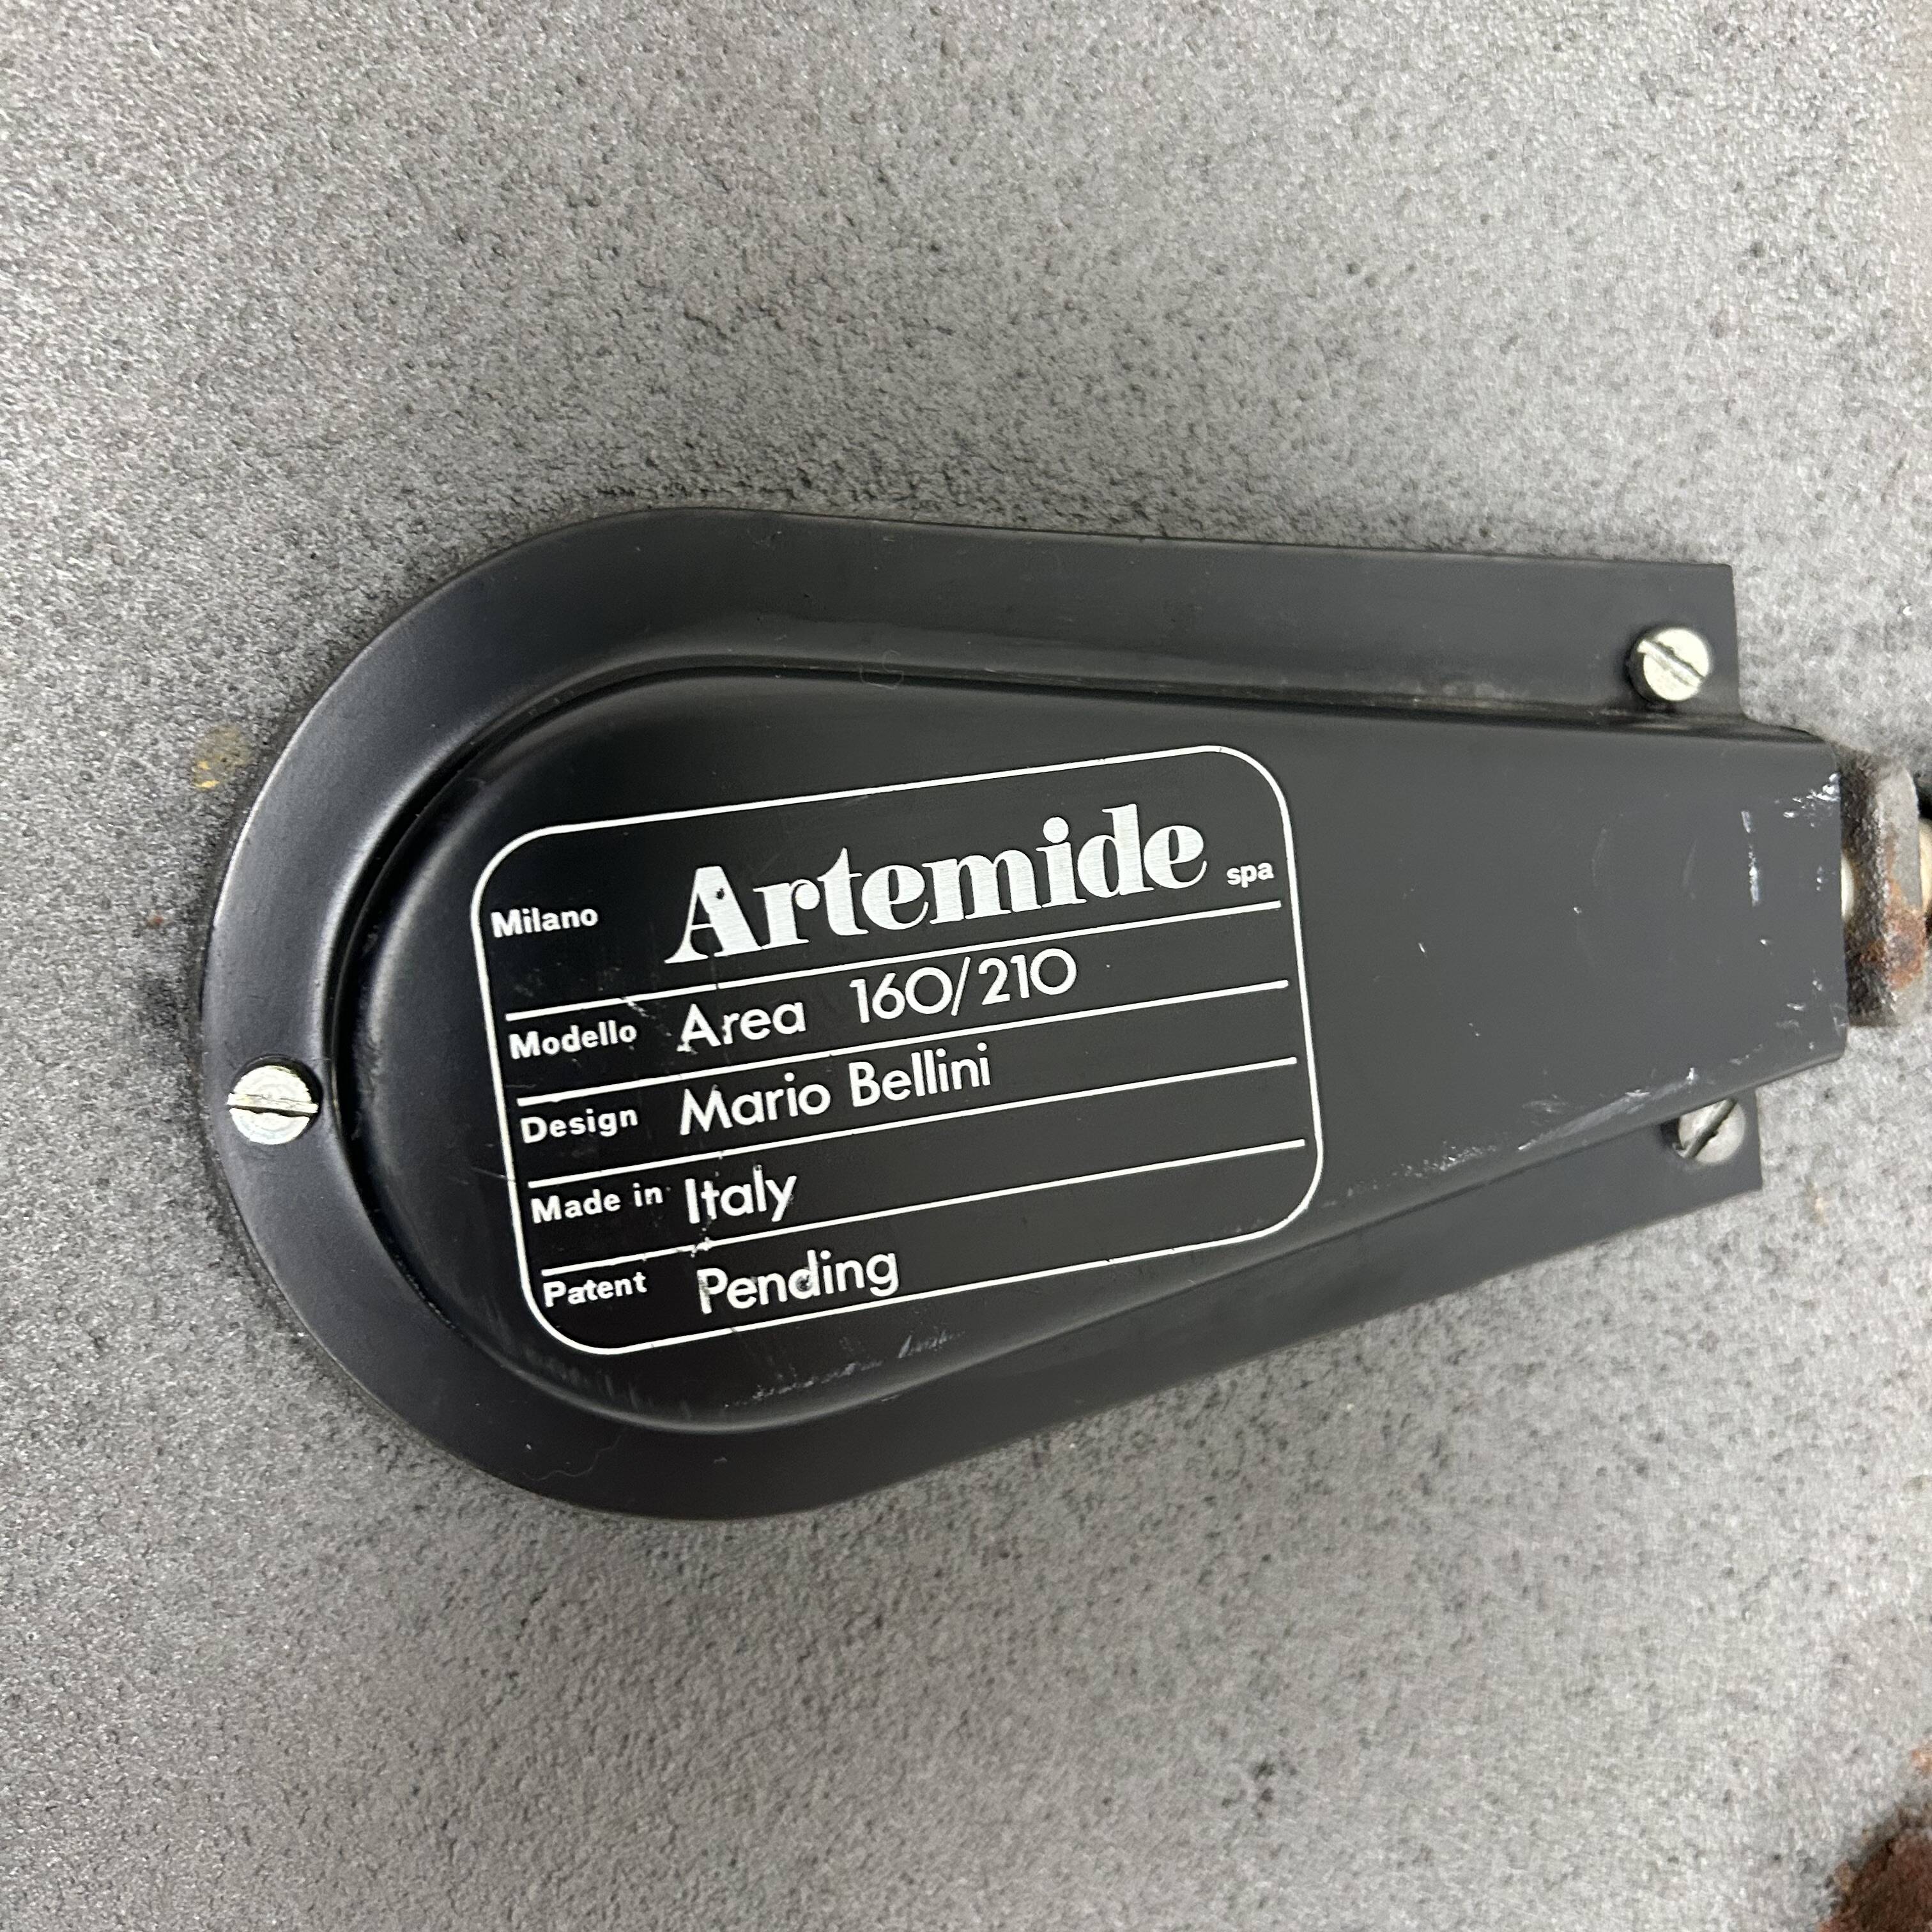 Milano Artemide spa
Modello Area 160/210
Design Mario Bellini
Made in Italy
Patent Pending